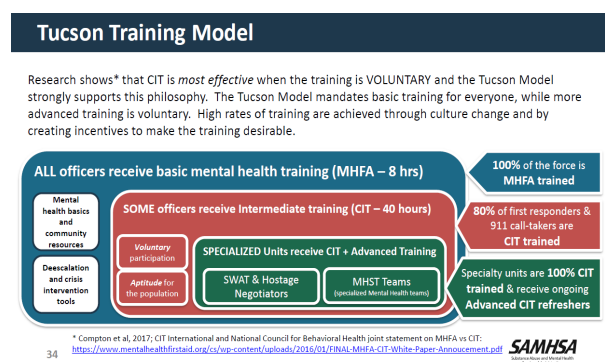 Tucson Training Model
Research shows* that CIT is most effective when the training is VOLUNTARY and the Tucson Model
strongly supports this philosophy. The Tucson Model mandates basic training for everyone, while more
advanced training is voluntary. High rates of training are achieved through culture change and by
creating incentives to make the training desirable.
ALL officers receive basic mental health training (MHFA – 8 hrs)
Mental
health basics
and
community
resources
Deescalation
and crisis
intervention
tools
SOME officers receive Intermediate training (CIT – 40 hours)
Voluntary
participation
Aptitude for
the population
SPECIALIZED Units receive CIT + Advanced Training
SWAT & Hostage
Negotiators
MHST Teams
(specialized Mental Health teams)
100% of the force is
MHFA trained
80% of first responders &
911 call-takers are
CIT trained
Specialty units are 100% CIT
trained & receive ongoing
Advanced CIT refreshers
* Compton et al, 2017; CIT International and National Council for Behavioral Health joint statement on MHFA vs CIT:
https://www.mentalhealthfirstaid.org/cs/wp-content/uploads/2016/01/FINAL-MHFA-CIT-White-Paper-Annoucement.pdf
34
SAMHSA
Substance Abuse and Mental Health